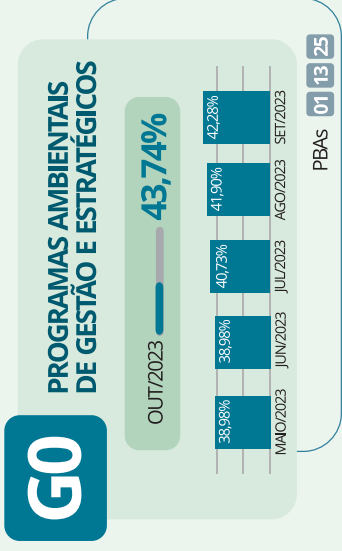 GO
PROGRAMAS AMBIENTAIS
DE GESTÃO E ESTRATÉGICOS
OUT/2023 43,74%
38,98% 38,98% 40,73% 41,90% 42,28%
MAIO/2023 JUN/2023 JUL/2023 AGO/2023 SET/2023
PBAs 01 13 25